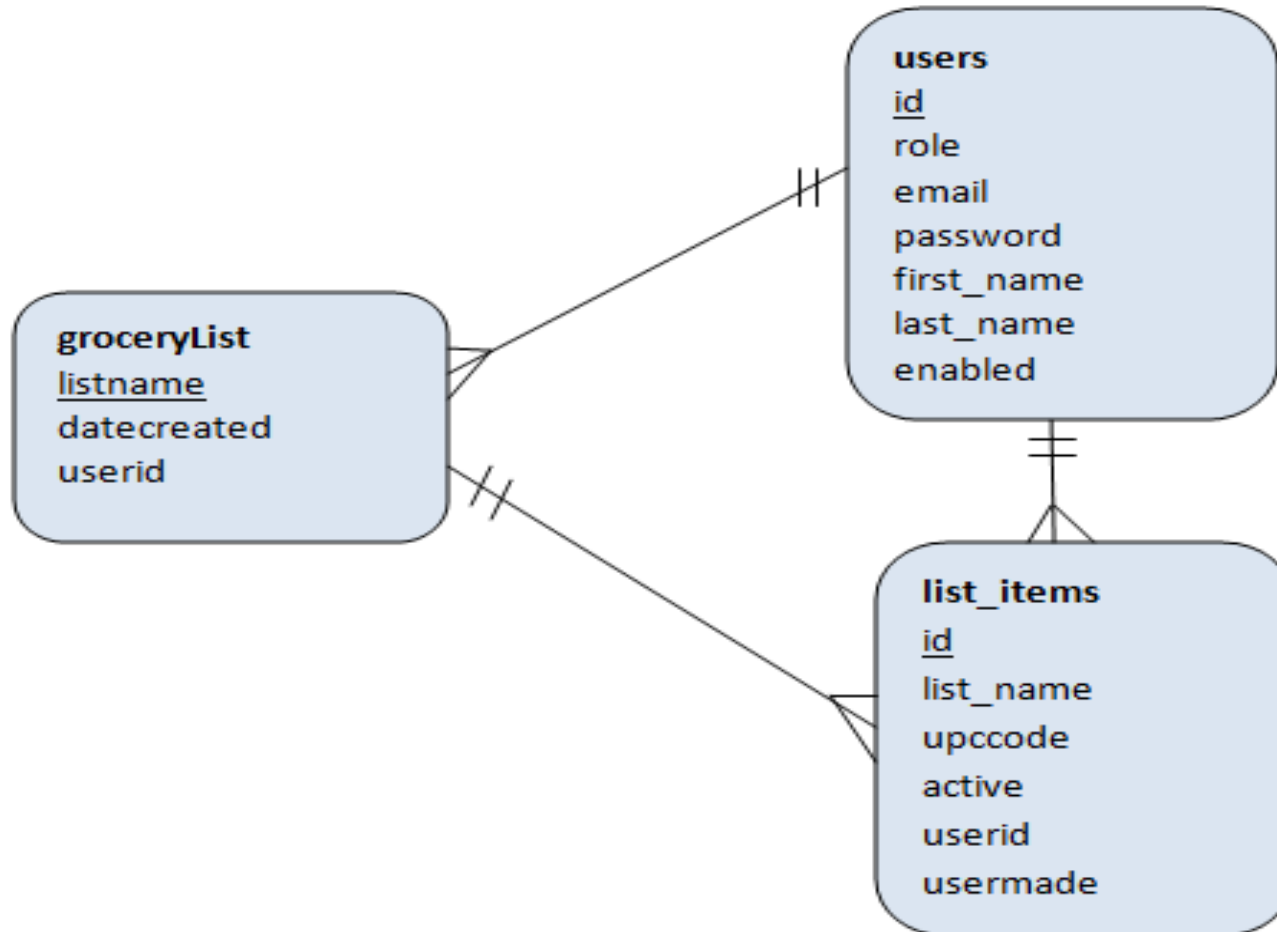 users
id
role
email
password
first_name
last_name
enabled
groceryList
listname
datecreated
userid
list_items
id
list_name
upccode
active
userid
usermade